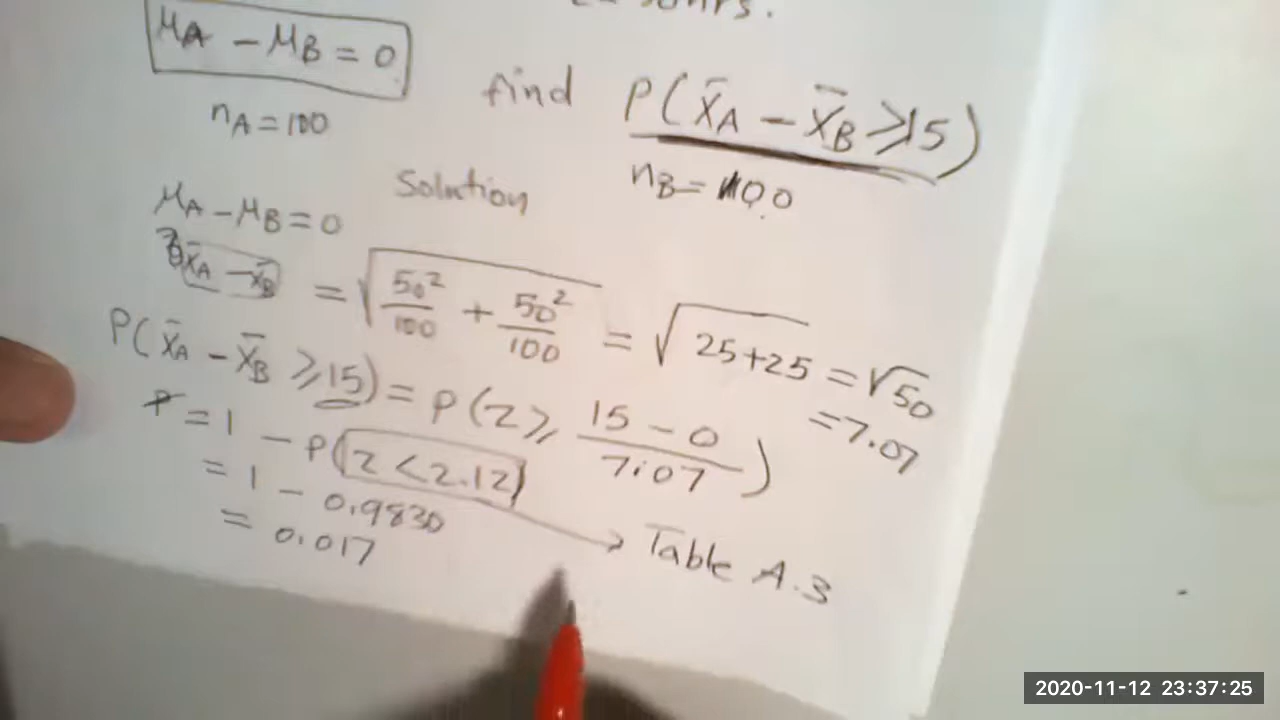 μA - μB = 0
find P(X̄A - X̄B ≥ 15)
nA = 100
nB = 100
Solution
μA - μB = 0
σX̄A - X̄B = √(50²/100 + 50²/100) = √(25+25) = √50
= 7.07
P(X̄A - X̄B ≥ 15) = P(Z ≥ (15 - 0)/7.07)
= 1 - P(Z < 2.12)
= 1 - 0.9830
= 0.017
Table A.3
2020-11-12 23:37:25